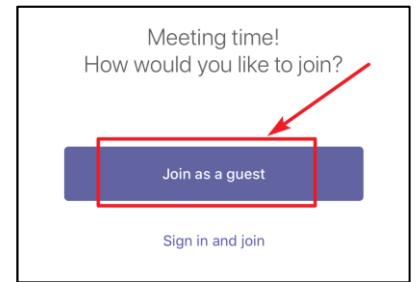 Meeting time!
How would you like to join?
Join as a guest
Sign in and join